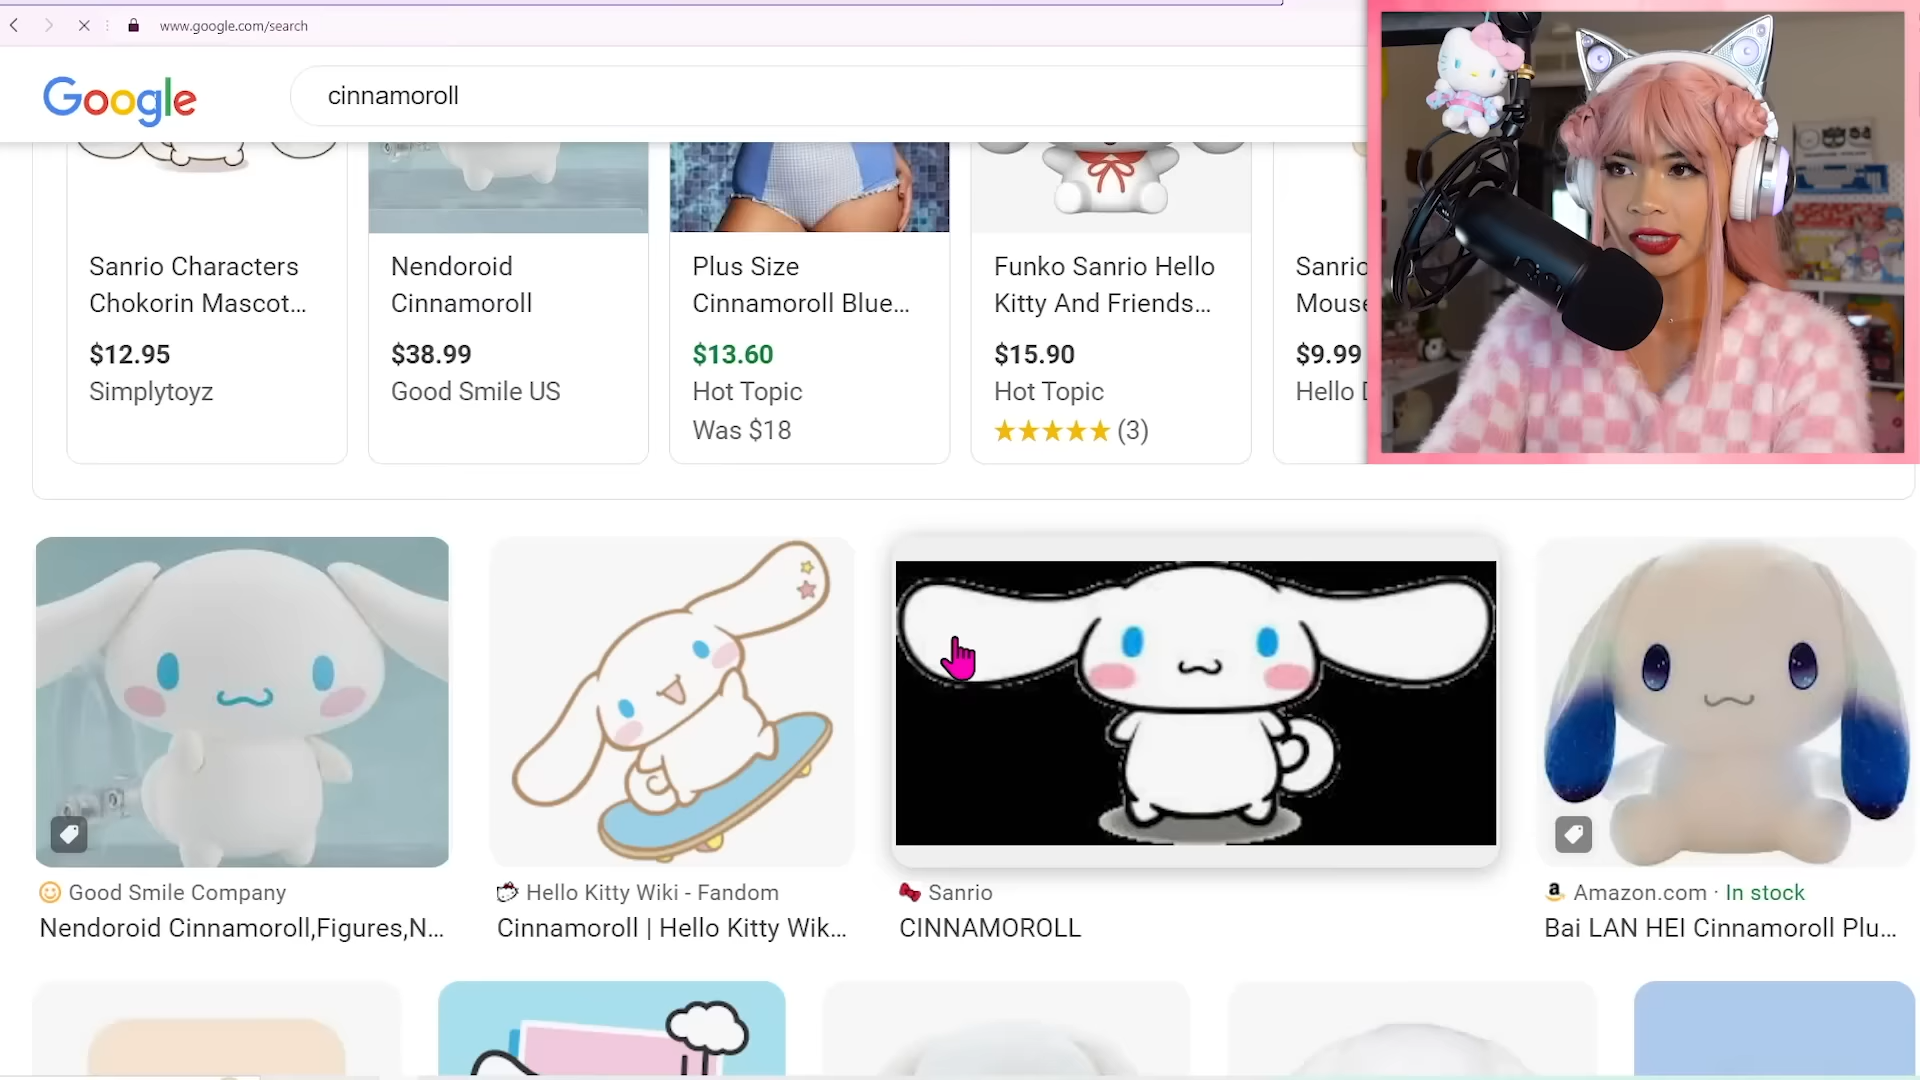 www.google.com/search
Google
cinnamoroll
Sanrio Characters
Chokorin Mascot...
$12.95
Simplytoyz
Nendoroid
Cinnamoroll
$38.99
Good Smile US
Plus Size
Cinnamoroll Blue...
$13.60
Hot Topic
Was $18
Funko Sanrio Hello
Kitty And Friends...
$15.90
Hot Topic
(3)
Sanrio
Mouse
$9.99
Hello
Good Smile Company
Nendoroid Cinnamoroll,Figures,N...
Hello Kitty Wiki - Fandom
Cinnamoroll | Hello Kitty Wik...
Sanrio
CINNAMOROLL
Amazon.com · In stock
Bai LAN HEI Cinnamoroll Plu...